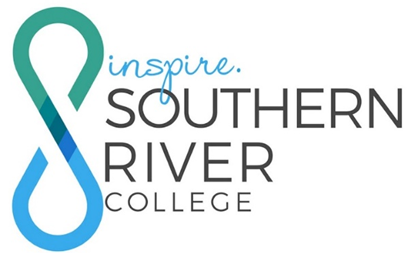 inspire.
SOUTHERN
RIVER
COLLEGE